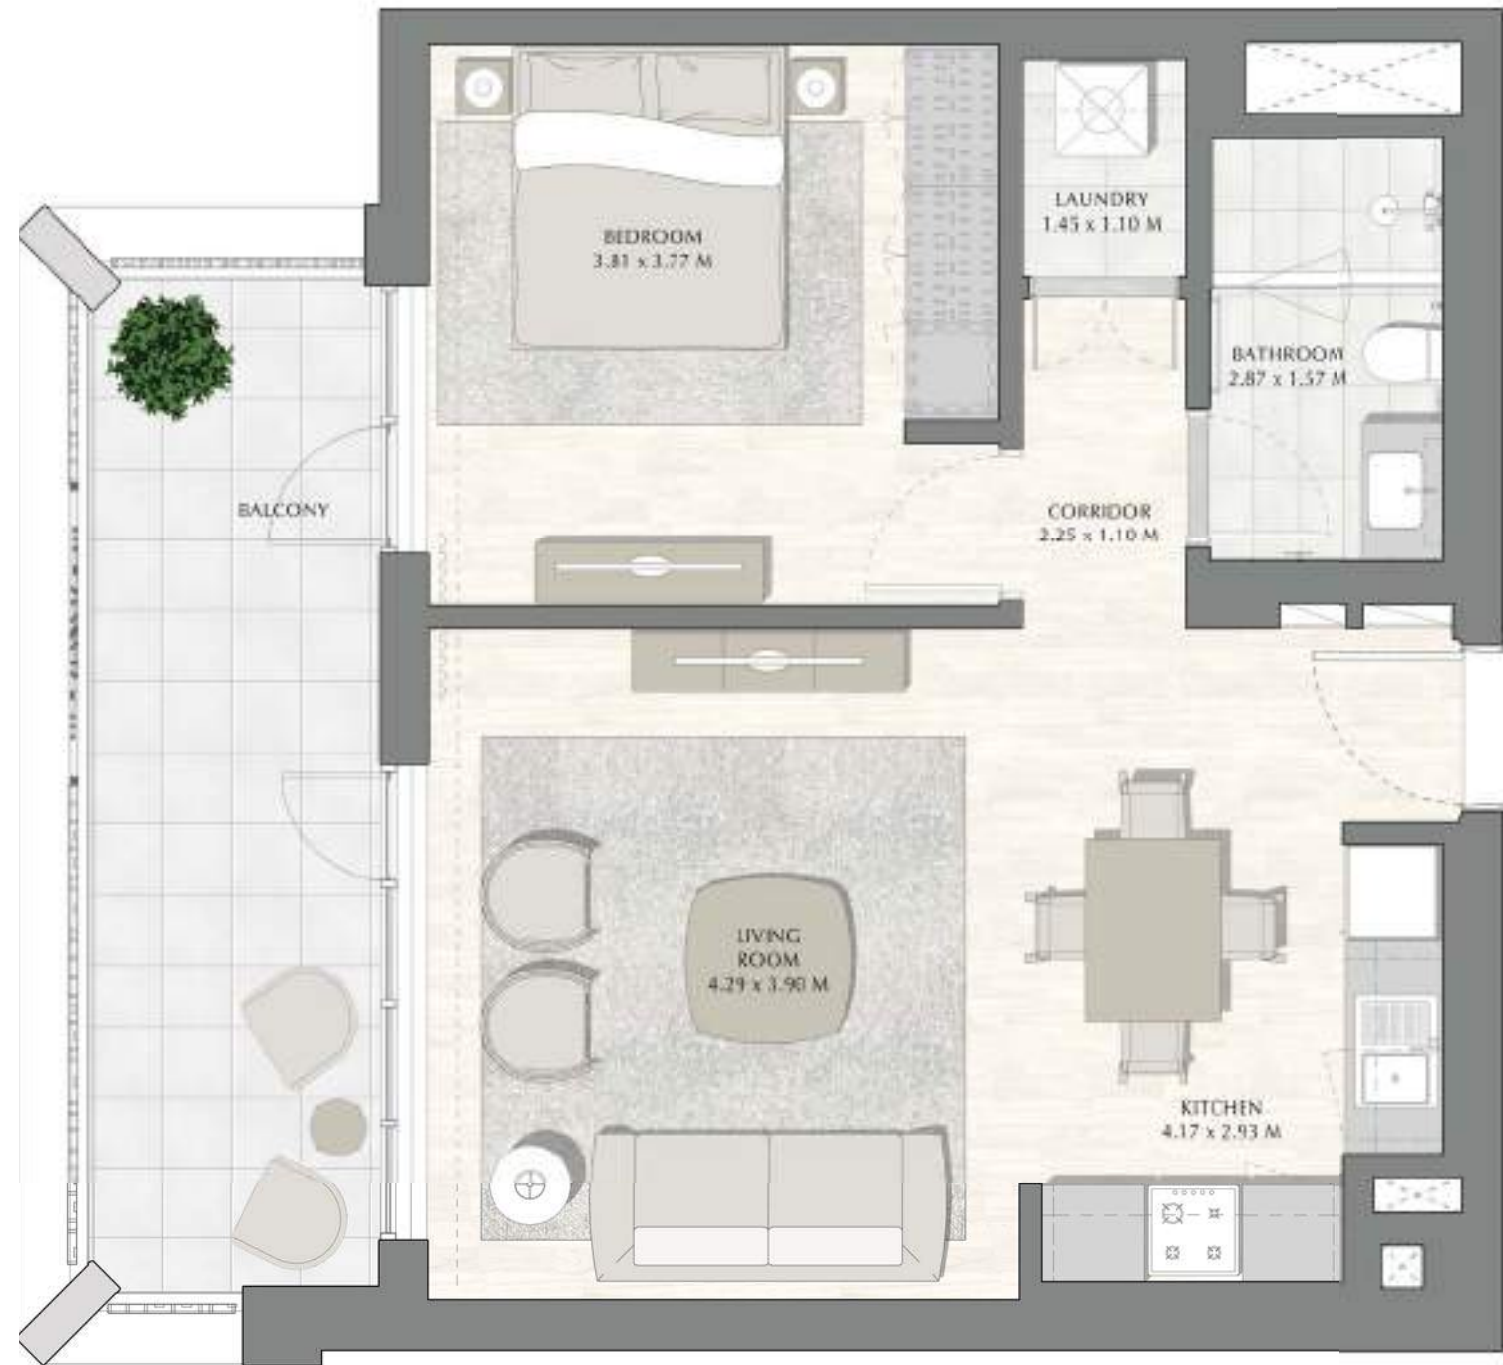 LAUNDRY
1.45 x 1.10 M
BEDROOM
3.81 x 3.77 M
BATHROOM
2.87 x 1.57 M
BALCONY
CORRIDOR
2.25 x 1.10 M
LIVING
ROOM
4.29 x 3.90 M
KITCHEN
4.17 x 2.93 M